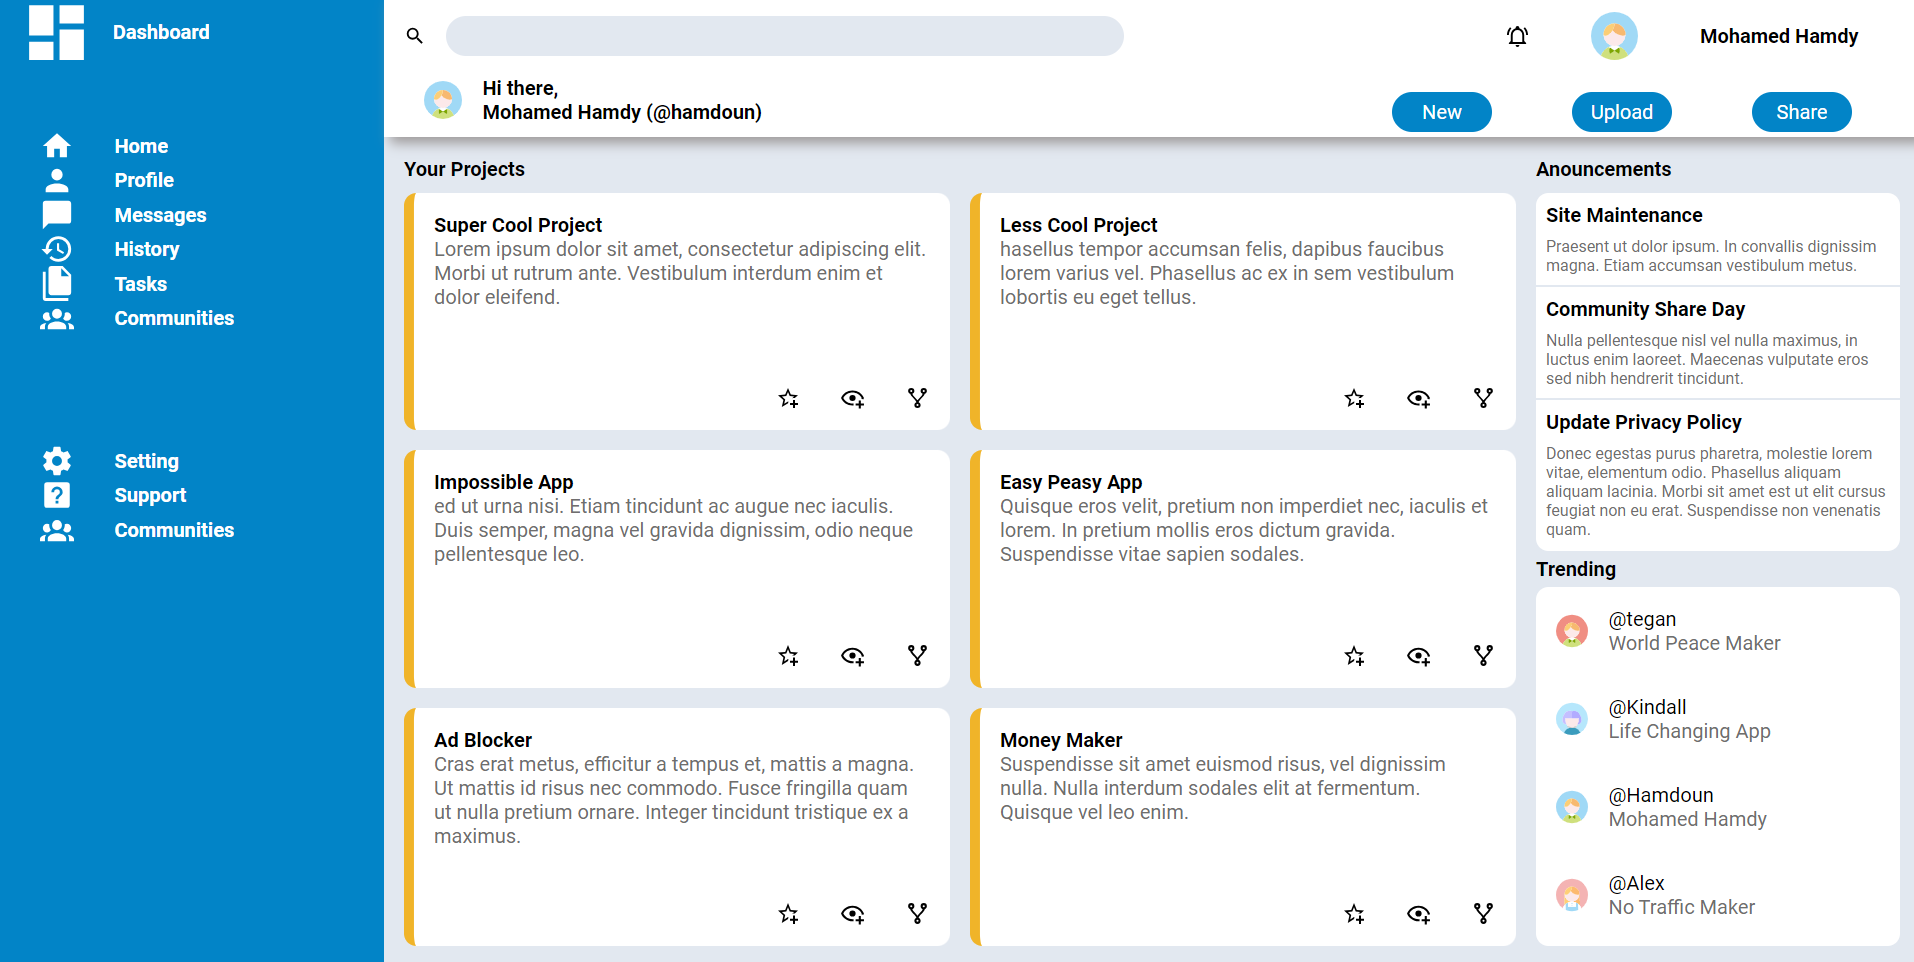 Dashboard
Home
Profile
Messages
History
Tasks
Communities
Setting
Support
Communities
Mohamed Hamdy
Hi there,
Mohamed Hamdy (@hamdoun)
New
Upload
Share
Your Projects
Super Cool Project
Lorem ipsum dolor sit amet, consectetur adipiscing elit.
Morbi ut rutrum ante. Vestibulum interdum enim et
dolor eleifend.
Less Cool Project
hasellus tempor accumsan felis, dapibus faucibus
lorem varius vel. Phasellus ac ex in sem vestibulum
lobortis eu eget tellus.
Impossible App
ed ut urna nisi. Etiam tincidunt ac augue nec iaculis.
Duis semper, magna vel gravida dignissim, odio neque
pellentesque leo.
Easy Peasy App
Quisque eros velit, pretium non imperdiet nec, iaculis et
lorem. In pretium mollis eros dictum gravida.
Suspendisse vitae sapien sodales.
Ad Blocker
Cras erat metus, efficitur a tempus et, mattis a magna.
Ut mattis id risus nec commodo. Fusce fringilla quam
ut nulla pretium ornare. Integer tincidunt tristique ex a
maximus.
Money Maker
Suspendisse sit amet euismod risus, vel dignissim
nulla. Nulla interdum sodales elit at fermentum.
Quisque vel leo enim.
Anouncements
Site Maintenance
Praesent ut dolor ipsum. In convallis dignissim
magna. Etiam accumsan vestibulum metus.
Community Share Day
Nulla pellentesque nisl vel nulla maximus, in
luctus enim laoreet. Maecenas vulputate eros
sed nibh hendrerit tincidunt.
Update Privacy Policy
Donec egestas purus pharetra, molestie lorem
vitae, elementum odio. Phasellus aliquam
aliquam lacinia. Morbi sit amet est ut elit cursus
feugiat non eu erat. Suspendisse non venenatis
quam.
Trending
@tegan
World Peace Maker
@Kindall
Life Changing App
@Hamdoun
Mohamed Hamdy
@Alex
No Traffic Maker